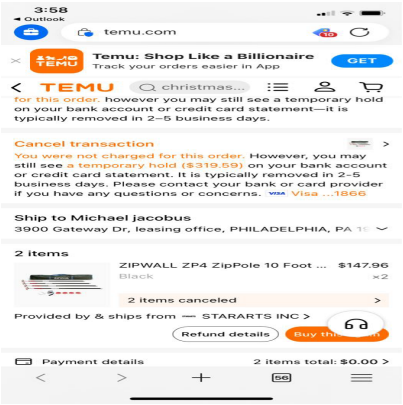 3:58
◀ Outlook
temu.com
Temu: Shop Like a Billionaire
Track your orders easier in App
GET
TEMU
TEMU
christmas...
for this order. however you may still see a temporary hold
on your bank account or credit card statement—it is
typically removed in 2–5 business days.
Cancel transaction
You were not charged for this order. However, you may
still see a temporary hold ($319.59) on your bank account
or credit card statement. It is typically removed in 2-5
business days. Please contact your bank or card provider
if you have any questions or concerns. VISA Visa ...1866
Ship to Michael jacobus
3900 Gateway Dr, leasing office, PHILADELPHIA, PA
2 items
ZIPWALL ZP4 ZipPole 10 Foot ... $147.96
Black ×2
2 items canceled >
Provided by & ships from STARARTS INC >
Refund details
Buy this
Payment details 2 items total: $0.00 >
56